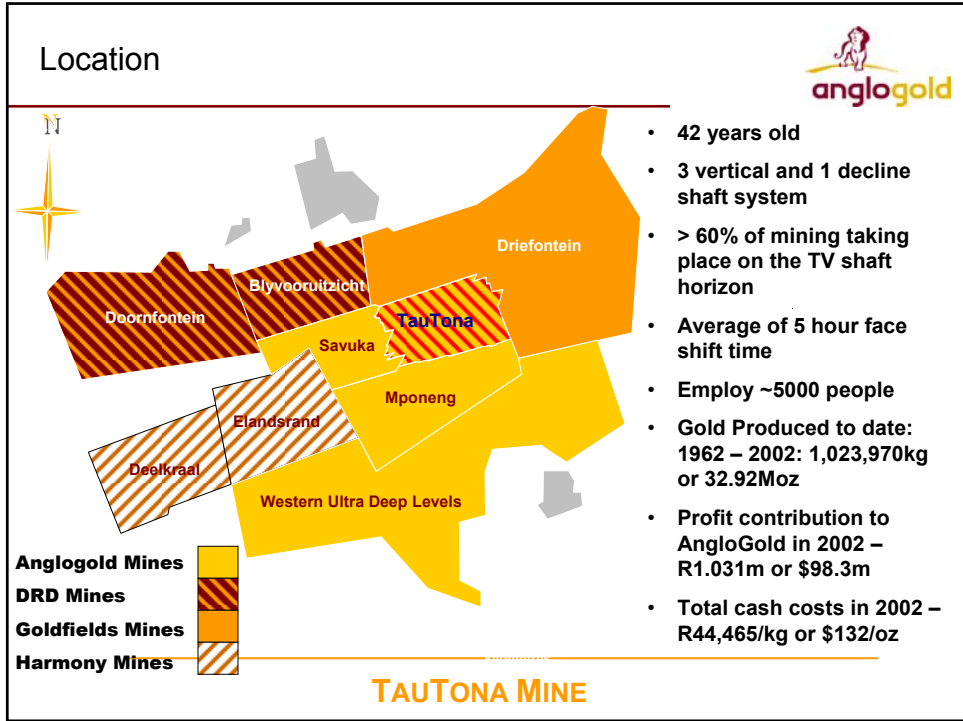 Location
anglogold
N
Driefontein
Blyvooruitzicht
Doornfontein
TauTona
Savuka
Mponeng
Elandsrand
Deelkraal
Western Ultra Deep Levels
Anglogold Mines
DRD Mines
Goldfields Mines
Harmony Mines
• 42 years old
• 3 vertical and 1 decline
shaft system
• > 60% of mining taking
place on the TV shaft
horizon
• Average of 5 hour face
shift time
• Employ ~5000 people
• Gold Produced to date:
1962 – 2002: 1,023,970kg
or 32.92Moz
• Profit contribution to
AngloGold in 2002 –
R1.031m or $98.3m
• Total cash costs in 2002 –
R44,465/kg or $132/oz
TAUTONA MINE